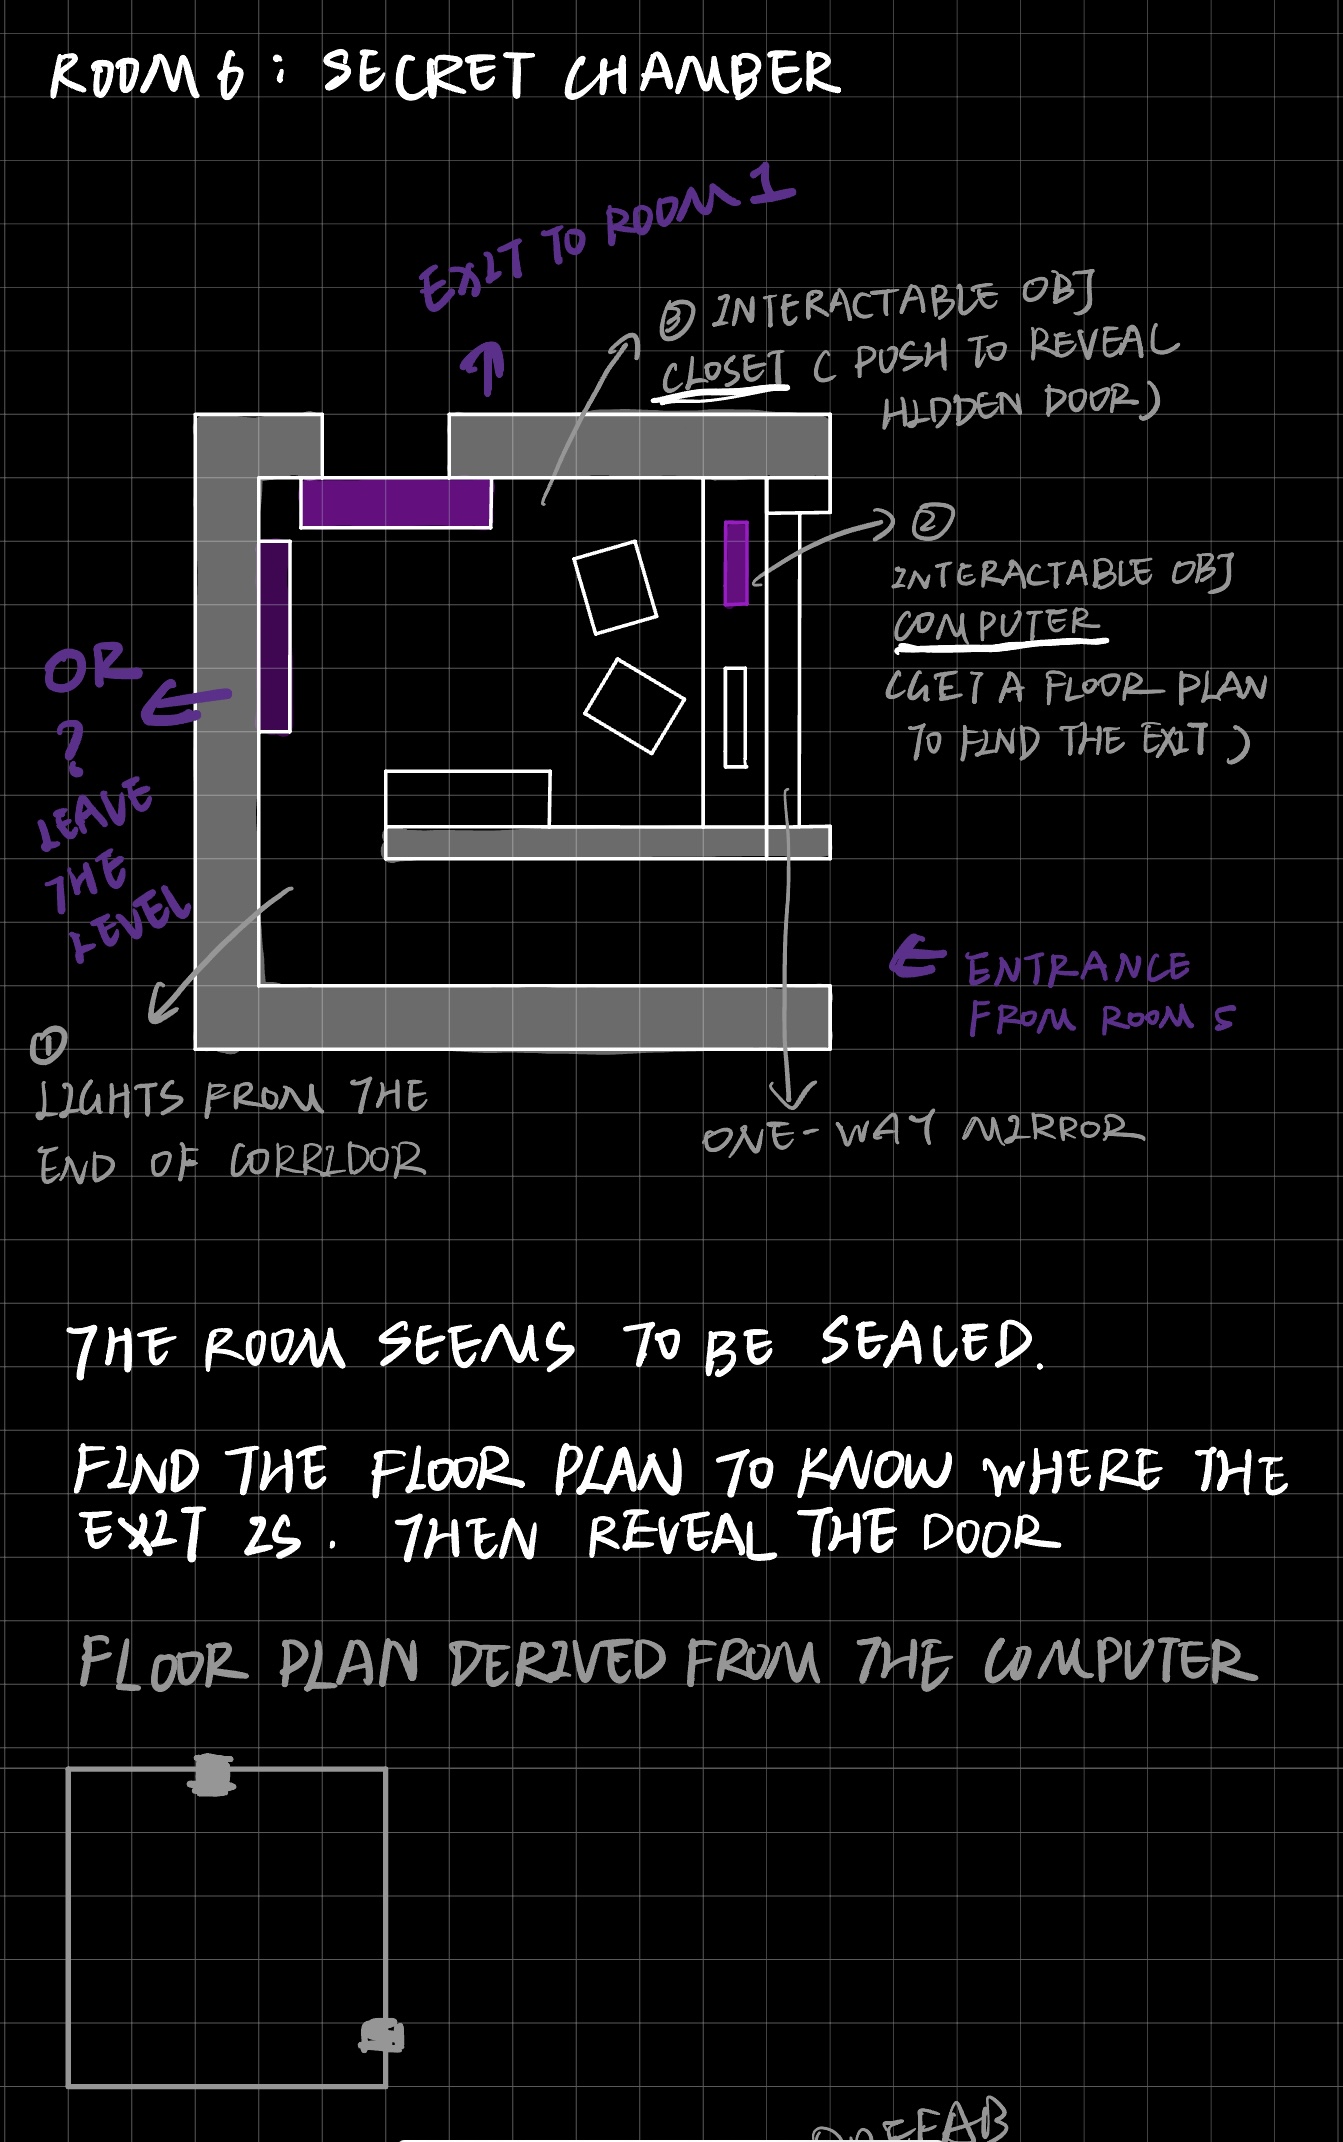 ROOM 6 : SECRET CHAMBER
EXIT TO ROOM 1
③ INTERACTABLE OBJ
CLOSET ( PUSH TO REVEAL
HIDDEN DOOR )
②
INTERACTABLE OBJ
COMPUTER
(GET A FLOOR PLAN
TO FIND THE EXIT )
OR
?
LEAVE
THE
LEVEL
ENTRANCE
FROM ROOM 5
①
LIGHTS FROM THE
END OF CORRIDOR
ONE-WAY MIRROR
THE ROOM SEEMS TO BE SEALED.
FIND THE FLOOR PLAN TO KNOW WHERE THE
EXIT IS. THEN REVEAL THE DOOR
FLOOR PLAN DERIVED FROM THE COMPUTER